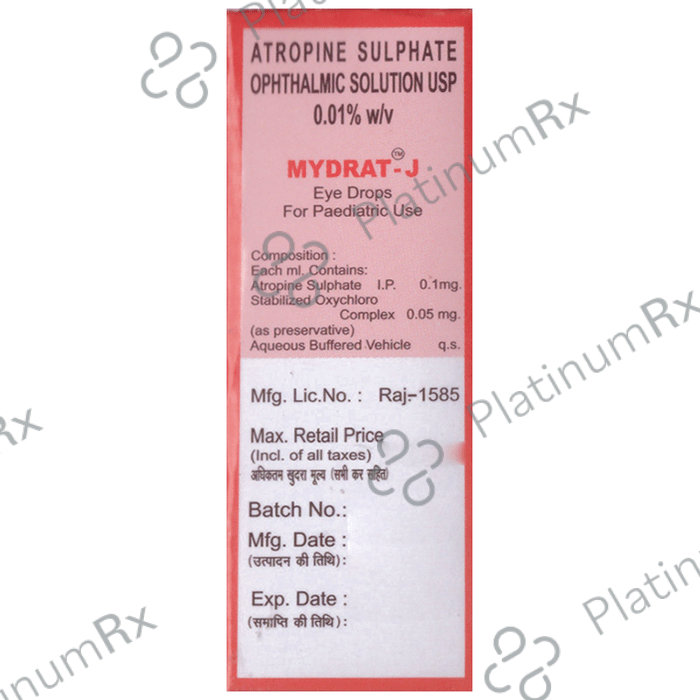 ATROPINE SULPHATE
OPHTHALMIC SOLUTION USP
0.01% w/v
MYDRAT-J™
Eye Drops
For Paediatric Use
Composition :
Each ml. Contains:
Atropine Sulphate I.P. 0.1mg.
Stabilized Oxychloro
Complex 0.05 mg.
(as preservative)
Aqueous Buffered Vehicle q.s.
Mfg. Lic.No. : Raj-1585
Max. Retail Price
(Incl. of all taxes)
अधिकतम खुदरा मूल्य (सभी कर सहित)
Batch No.:
Mfg. Date :
(उत्पादन की तिथि):
Exp. Date :
(समाप्ति की तिथि):
PlatinumRx
PlatinumRx
PlatinumRx
PlatinumRx
PlatinumRx